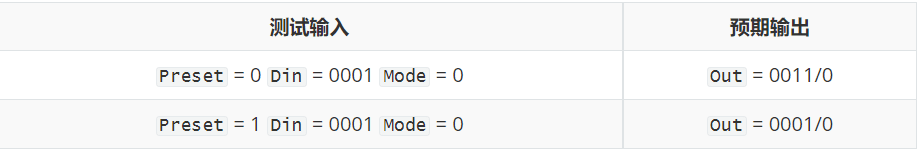 测试输入 预期输出
Preset = 0 Din = 0001 Mode = 0 Out = 0011/0
Preset = 1 Din = 0001 Mode = 0 Out = 0001/0